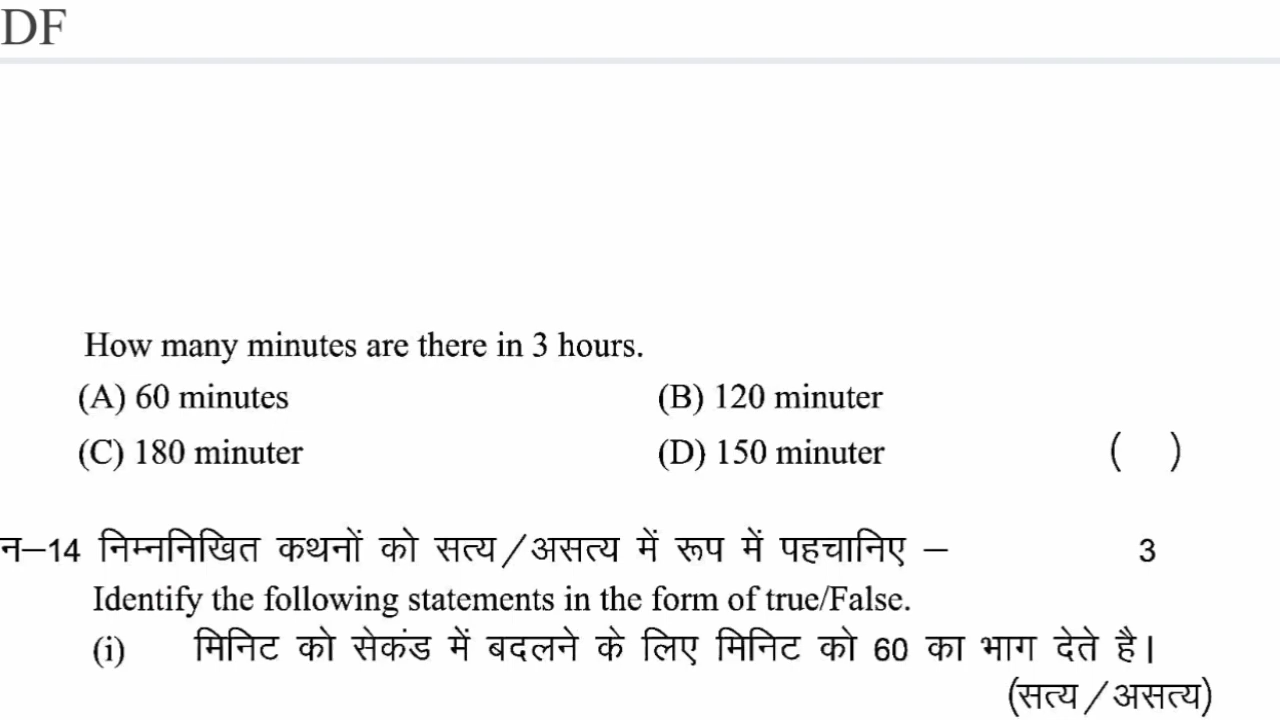 DF
How many minutes are there in 3 hours.
(A) 60 minutes (B) 120 minuter
(C) 180 minuter (D) 150 minuter ( )
न–14 निम्ननिखित कथनों को सत्य/असत्य में रूप में पहचानिए – 3
Identify the following statements in the form of true/False.
(i) मिनिट को सेकंड में बदलने के लिए मिनिट को 60 का भाग देते है।
(सत्य/असत्य)